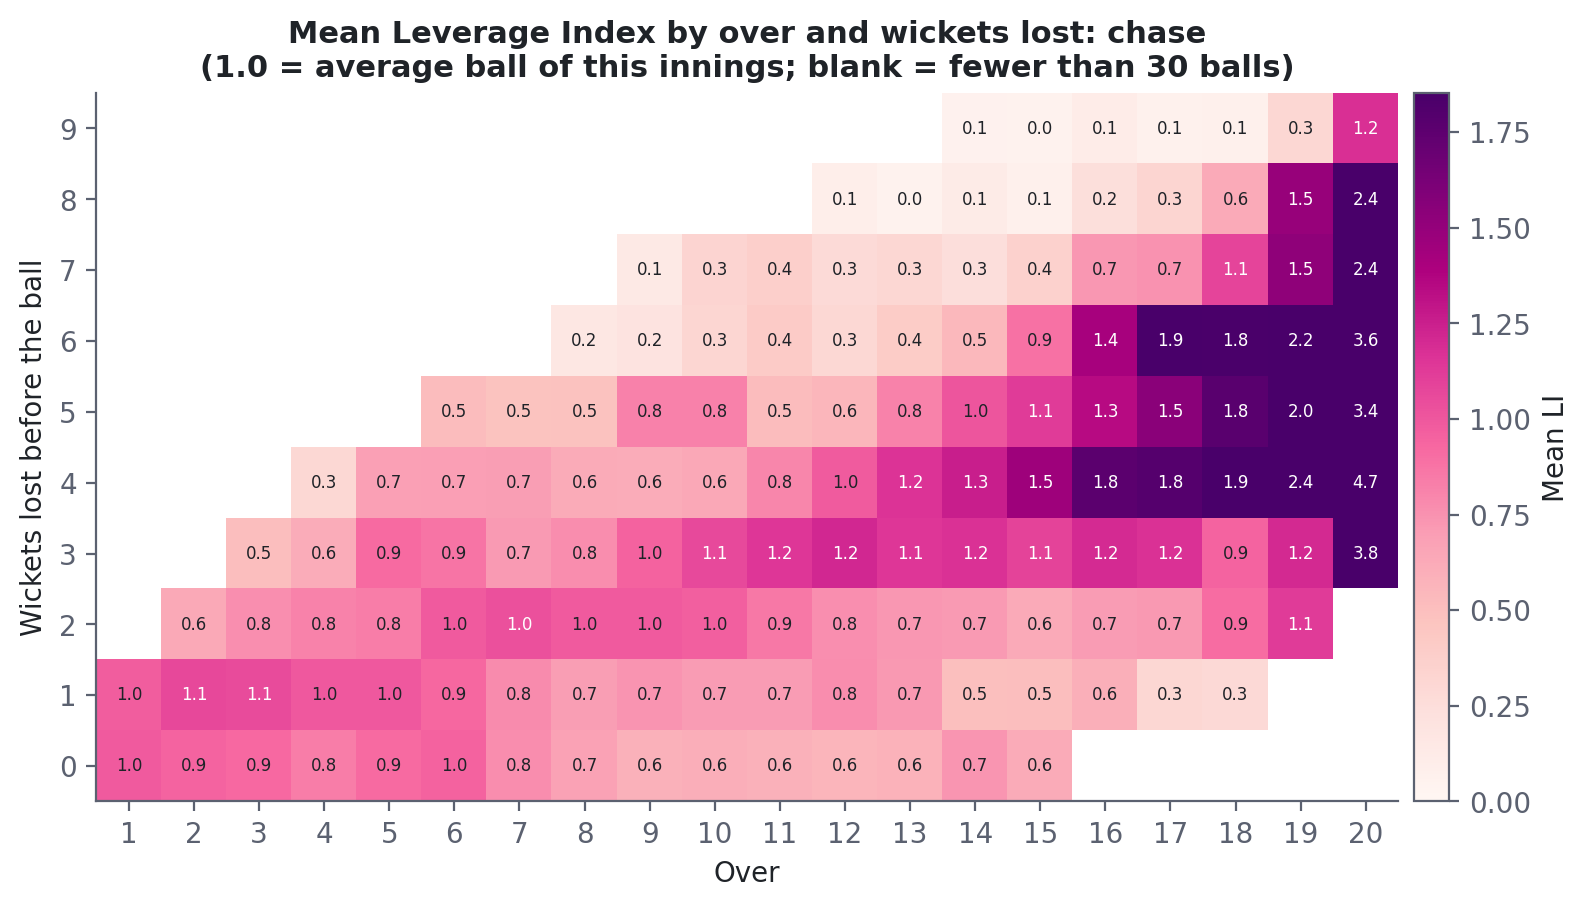 Mean Leverage Index by over and wickets lost: chase
(1.0 = average ball of this innings; blank = fewer than 30 balls)
Wickets lost before the ball
9 0.1 0.0 0.1 0.1 0.1 0.3 1.2
8 0.1 0.0 0.1 0.1 0.2 0.3 0.6 1.5 2.4
7 0.1 0.3 0.4 0.3 0.3 0.3 0.4 0.7 0.7 1.1 1.5 2.4
6 0.2 0.2 0.3 0.4 0.3 0.4 0.5 0.9 1.4 1.9 1.8 2.2 3.6
5 0.5 0.5 0.5 0.8 0.8 0.5 0.6 0.8 1.0 1.1 1.3 1.5 1.8 2.0 3.4
4 0.3 0.7 0.7 0.7 0.6 0.6 0.6 0.8 1.0 1.2 1.3 1.5 1.8 1.8 1.9 2.4 4.7
3 0.5 0.6 0.9 0.9 0.7 0.8 1.0 1.1 1.2 1.2 1.1 1.2 1.1 1.2 1.2 0.9 1.2 3.8
2 0.6 0.8 0.8 0.8 1.0 1.0 1.0 1.0 1.0 0.9 0.8 0.7 0.7 0.6 0.7 0.7 0.9 1.1
1 1.0 1.1 1.1 1.0 1.0 0.9 0.8 0.7 0.7 0.7 0.7 0.8 0.7 0.5 0.5 0.6 0.3 0.3
0 1.0 0.9 0.9 0.8 0.9 1.0 0.8 0.7 0.6 0.6 0.6 0.6 0.6 0.7 0.6
1 2 3 4 5 6 7 8 9 10 11 12 13 14 15 16 17 18 19 20
Over
1.75
1.50
1.25
1.00
0.75
0.50
0.25
0.00
Mean LI